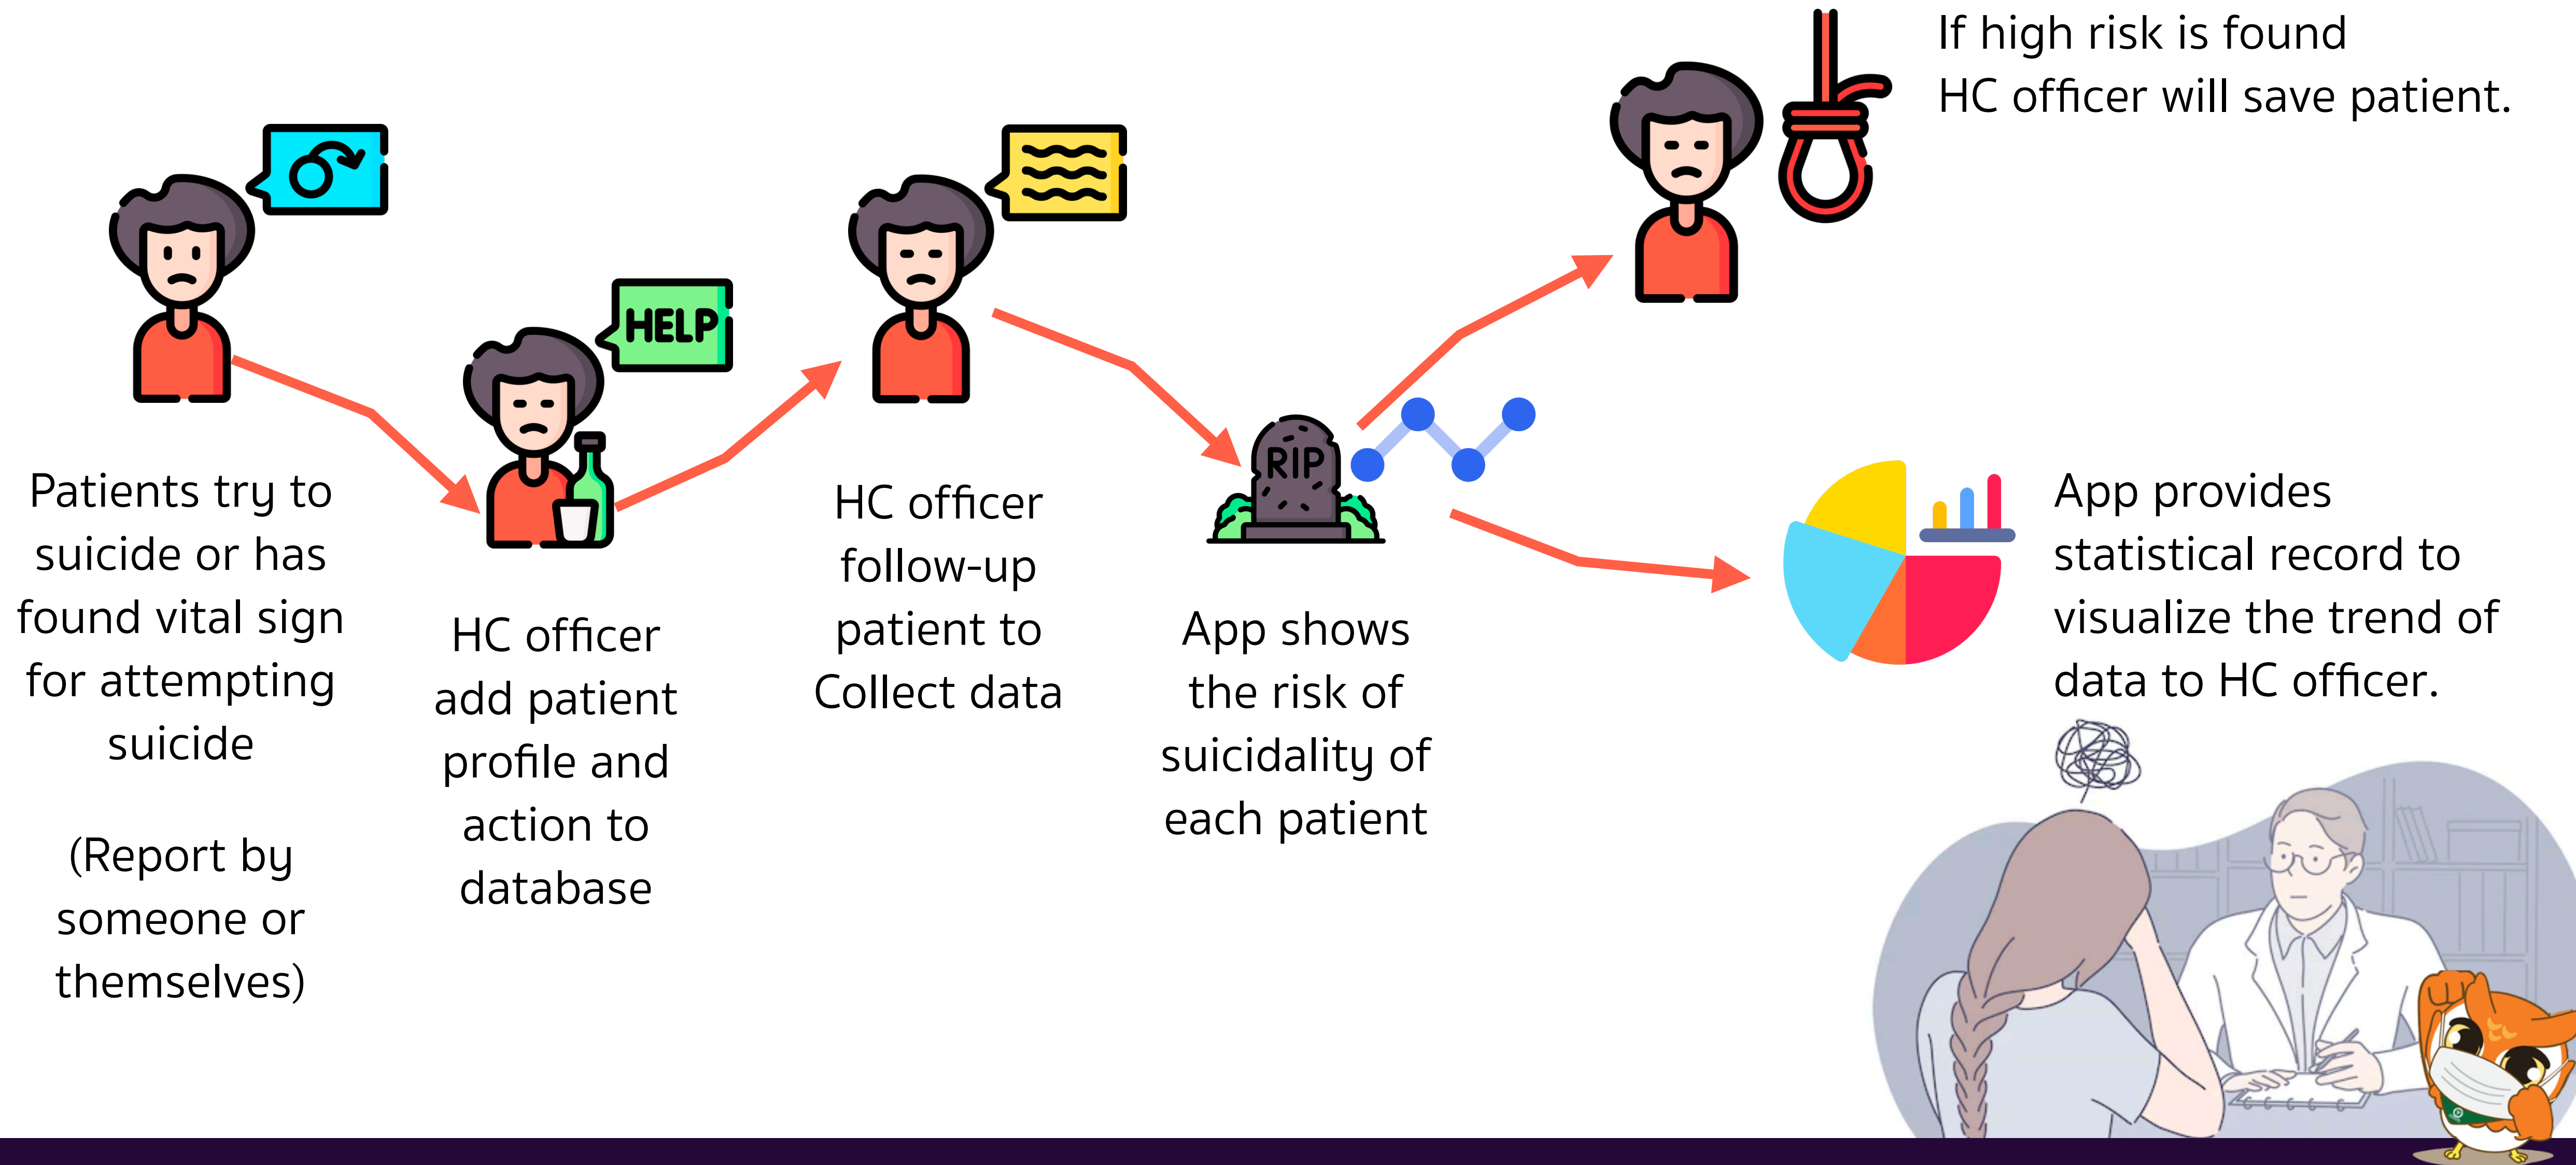 Patients try to
suicide or has
found vital sign
for attempting
suicide
(Report by
someone or
themselves)
HELP
HC officer
add patient
profile and
action to
database
HC officer
follow-up
patient to
Collect data
RIP
App shows
the risk of
suicidality of
each patient
If high risk is found
HC officer will save patient.
App provides
statistical record to
visualize the trend of
data to HC officer.